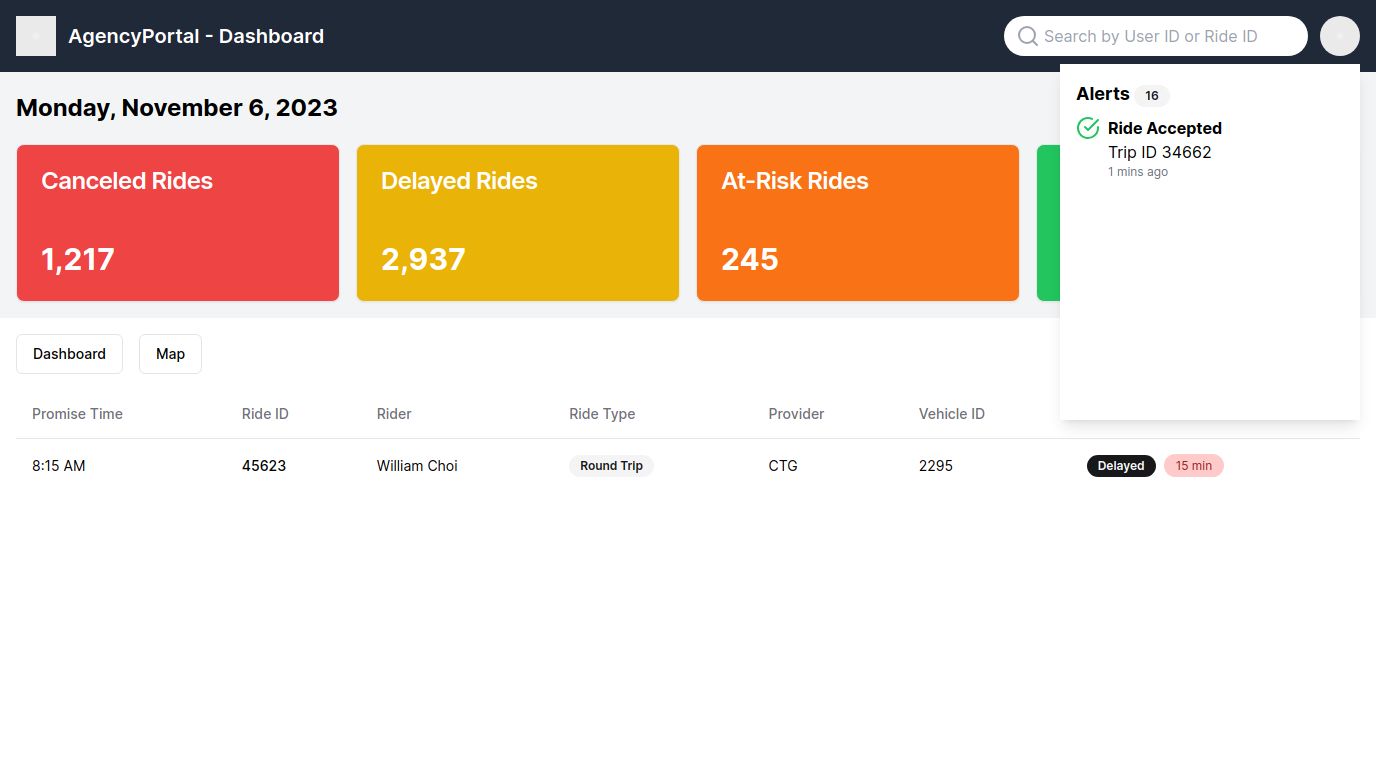 AgencyPortal - Dashboard
Search by User ID or Ride ID
Monday, November 6, 2023
Alerts 16
Ride Accepted
Trip ID 34662
1 mins ago
Canceled Rides
1,217
Delayed Rides
2,937
At-Risk Rides
245
Dashboard
Map
Promise Time Ride ID Rider Ride Type Provider Vehicle ID
8:15 AM 45623 William Choi Round Trip CTG 2295 Delayed 15 min